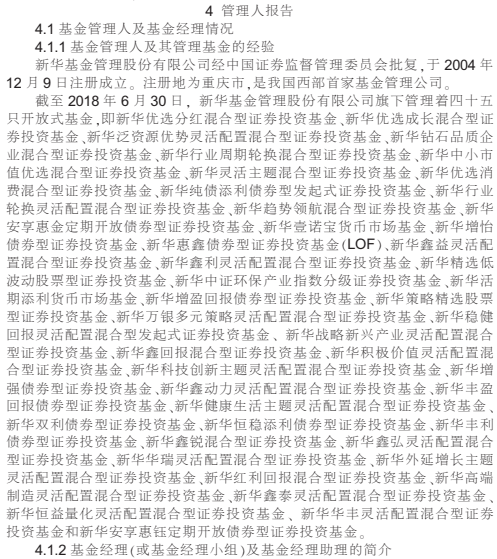 4 管理人报告
4.1 基金管理人及基金经理情况
4.1.1 基金管理人及其管理基金的经验
新华基金管理股份有限公司经中国证券监督管理委员会批复,于 2004 年
12 月 9 日注册成立。注册地为重庆市,是我国西部首家基金管理公司。
截至 2018 年 6 月 30 日, 新华基金管理股份有限公司旗下管理着四十五
只开放式基金,即新华优选分红混合型证券投资基金、新华优选成长混合型证
券投资基金、新华泛资源优势灵活配置混合型证券投资基金、新华钻石品质企
业混合型证券投资基金、新华行业周期轮换混合型证券投资基金、新华中小市
值优选混合型证券投资基金、新华灵活主题混合型证券投资基金、新华优选消
费混合型证券投资基金、新华纯债添利债券型发起式证券投资基金、新华行业
轮换灵活配置混合型证券投资基金、新华趋势领航混合型证券投资基金、新华
安享惠金定期开放债券型证券投资基金、新华壹诺宝货币市场基金、新华增怡
债券型证券投资基金、新华惠鑫债券型证券投资基金(LOF)、新华鑫益灵活配
置混合型证券投资基金、新华鑫利灵活配置混合型证券投资基金、新华精选低
波动股票型证券投资基金、新华中证环保产业指数分级证券投资基金、新华活
期添利货币市场基金、新华增盈回报债券型证券投资基金、新华策略精选股票
型证券投资基金、新华万银多元策略灵活配置混合型证券投资基金、新华稳健
回报灵活配置混合型发起式证券投资基金、新华战略新兴产业灵活配置混合
型证券投资基金、新华鑫回报混合型证券投资基金、新华积极价值灵活配置混
合型证券投资基金、新华科技创新主题灵活配置混合型证券投资基金、新华增
强债券型证券投资基金、新华鑫动力灵活配置混合型证券投资基金、新华丰盈
回报债券型证券投资基金、新华健康生活主题灵活配置混合型证券投资基金、
新华双利债券型证券投资基金、新华恒稳添利债券型证券投资基金、新华丰利
债券型证券投资基金、新华鑫锐混合型证券投资基金、新华鑫弘灵活配置混合
型证券投资基金、新华华瑞灵活配置混合型证券投资基金、新华外延增长主题
灵活配置混合型证券投资基金、新华红利回报混合型证券投资基金、新华高端
制造灵活配置混合型证券投资基金、新华鑫泰灵活配置混合型证券投资基金、
新华恒益量化灵活配置混合型证券投资基金、新华华丰灵活配置混合型证券
投资基金和新华安享惠钰定期开放债券型证券投资基金。
4.1.2 基金经理(或基金经理小组)及基金经理助理的简介